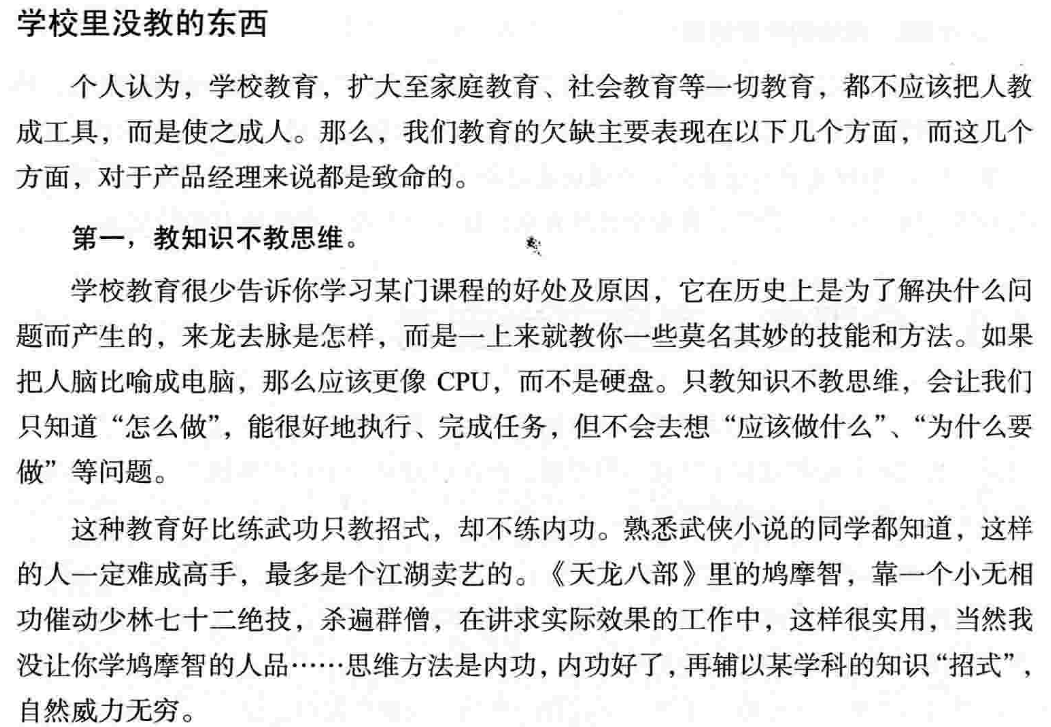 学校里没教的东西
个人认为，学校教育，扩大至家庭教育、社会教育等一切教育，都不应该把人教
成工具，而是使之成人。那么，我们教育的欠缺主要表现在以下几个方面，而这几个
方面，对于产品经理来说都是致命的。
第一，教知识不教思维。
学校教育很少告诉你学习某门课程的好处及原因，它在历史上是为了解决什么问
题而产生的，来龙去脉是怎样，而是一上来就教你一些莫名其妙的技能和方法。如果
把人脑比喻成电脑，那么应该更像 CPU，而不是硬盘。只教知识不教思维，会让我们
只知道“怎么做”，能很好地执行、完成任务，但不会去想“应该做什么”、“为什么要
做”等问题。
这种教育好比练武功只教招式，却不练内功。熟悉武侠小说的同学都知道，这样
的人一定难成高手，最多是个江湖卖艺的。《天龙八部》里的鸠摩智，靠一个小无相
功催动少林七十二绝技，杀遍群僧，在讲求实际效果的工作中，这样很实用，当然我
没让你学鸠摩智的人品……思维方法是内功，内功好了，再辅以某学科的知识“招式”，
自然威力无穷。